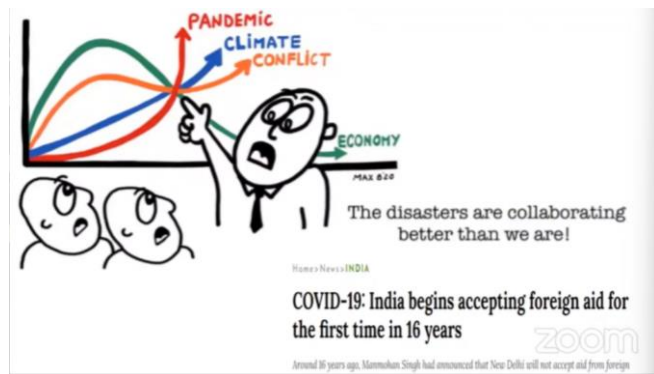 PANDEMIC
CLIMATE
CONFLICT
ECONOMY
The disasters are collaborating
better than we are!
Home>News>INDIA
COVID-19: India begins accepting foreign aid for
the first time in 16 years
zoom
Around 16 years ago, Manmohan Singh had announced that New Delhi will not accept aid from foreign